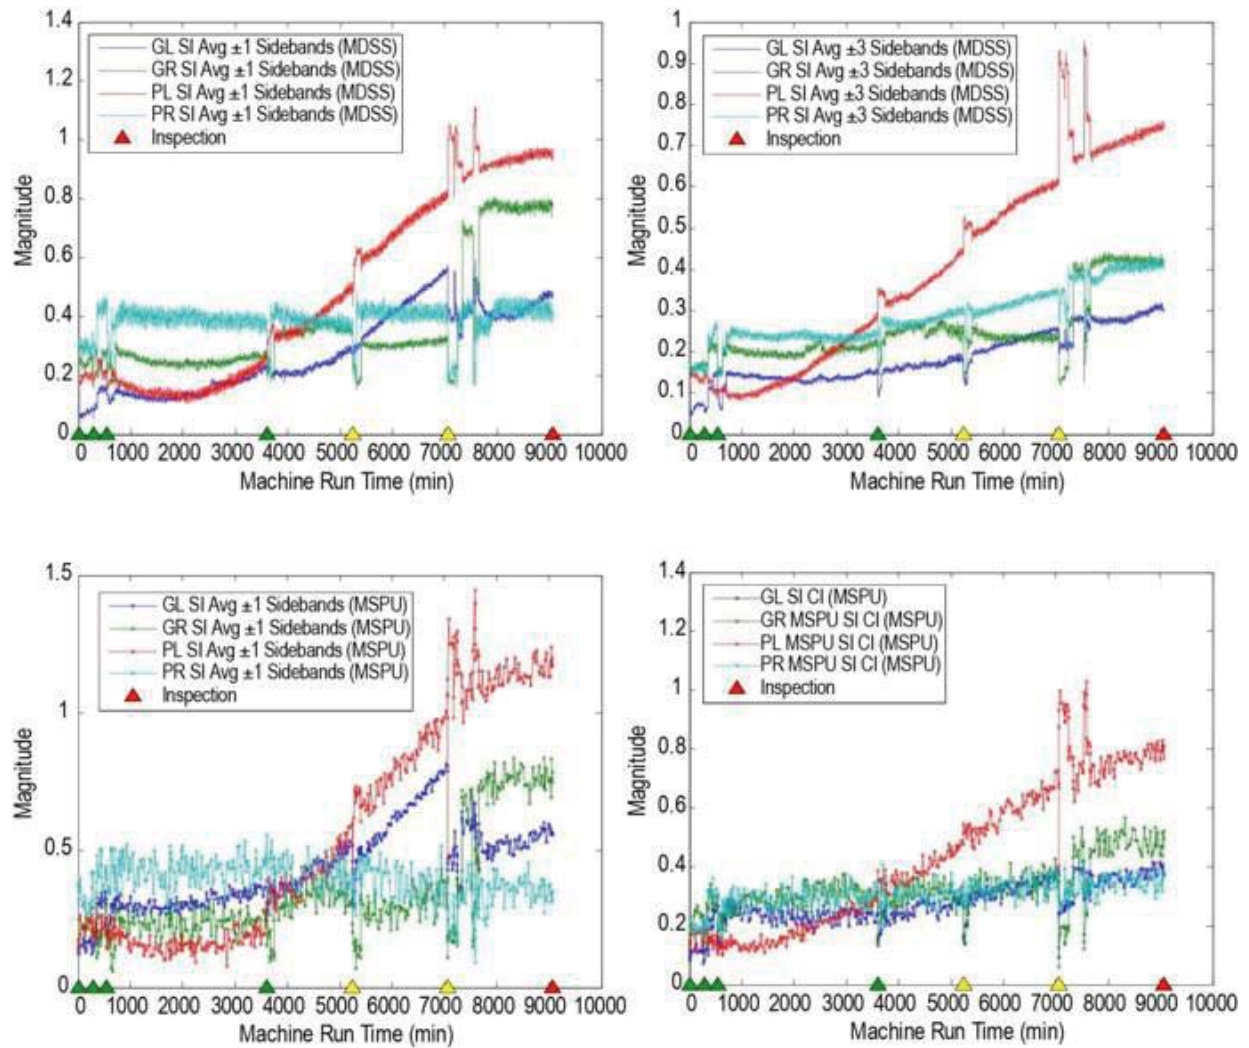 1.4
1.2
1
0.8
0.6
0.4
0.2
0
Magnitude
GL SI Avg ±1 Sidebands (MDSS)
GR SI Avg ±1 Sidebands (MDSS)
PL SI Avg ±1 Sidebands (MDSS)
PR SI Avg ±1 Sidebands (MDSS)
Inspection
0 1000 2000 3000 4000 5000 6000 7000 8000 9000 10000
Machine Run Time (min)
1
0.9
0.8
0.7
0.6
0.5
0.4
0.3
0.2
0.1
0
Magnitude
GL SI Avg ±3 Sidebands (MDSS)
GR SI Avg ±3 Sidebands (MDSS)
PL SI Avg ±3 Sidebands (MDSS)
PR SI Avg ±3 Sidebands (MDSS)
Inspection
0 1000 2000 3000 4000 5000 6000 7000 8000 9000 10000
Machine Run Time (min)
1.5
1
0.5
0
Magnitude
GL SI Avg ±1 Sidebands (MSPU)
GR SI Avg ±1 Sidebands (MSPU)
PL SI Avg ±1 Sidebands (MSPU)
PR SI Avg ±1 Sidebands (MSPU)
Inspection
0 1000 2000 3000 4000 5000 6000 7000 8000 9000 10000
Machine Run Time (min)
1.4
1.2
1
0.8
0.6
0.4
0.2
0
Magnitude
GL SI CI (MSPU)
GR MSPU SI CI (MSPU)
PL MSPU SI CI (MSPU)
PR MSPU SI CI (MSPU)
Inspection
0 1000 2000 3000 4000 5000 6000 7000 8000 9000 10000
Machine Run Time (min)